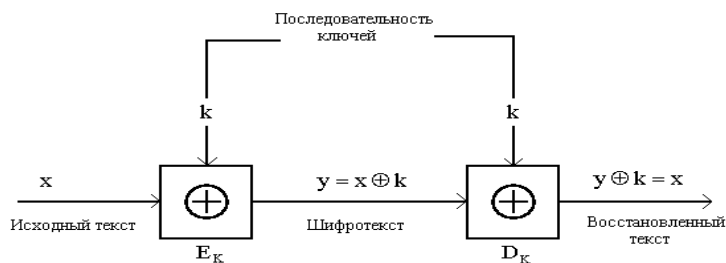 Последовательность
ключей
k k
x y = x ⊕ k y ⊕ k = x
Исходный текст Шифротекст Восстановленный
текст
E_K D_K